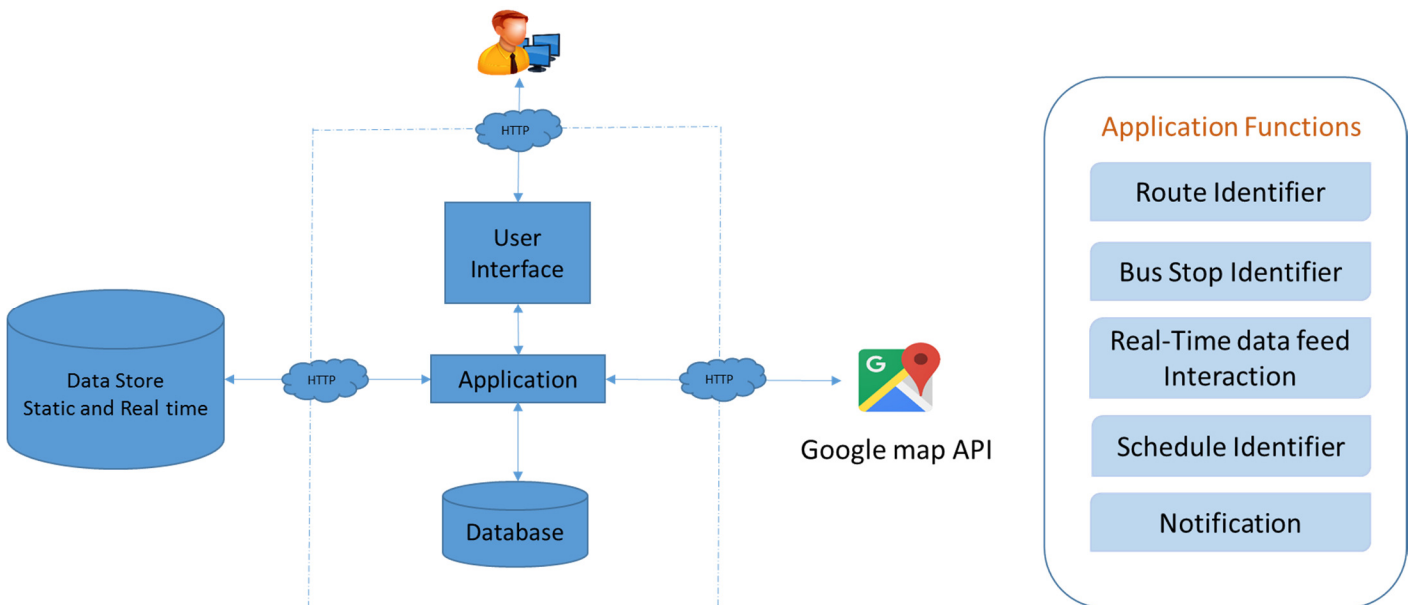 HTTP
User
Interface
Data Store
Static and Real time
HTTP
Application
HTTP
G
Google map API
Database
Application Functions
Route Identifier
Bus Stop Identifier
Real-Time data feed
Interaction
Schedule Identifier
Notification